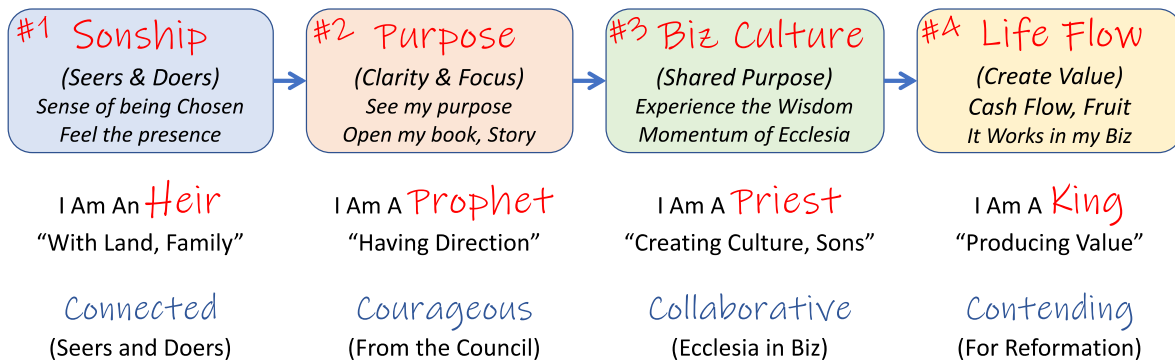 #1 Sonship
(Seers & Doers)
Sense of being Chosen
Feel the presence
#2 Purpose
(Clarity & Focus)
See my purpose
Open my book, Story
#3 Biz Culture
(Shared Purpose)
Experience the Wisdom
Momentum of Ecclesia
#4 Life Flow
(Create Value)
Cash Flow, Fruit
It Works in my Biz
I Am An Heir
“With Land, Family”
I Am A Prophet
“Having Direction”
I Am A Priest
“Creating Culture, Sons”
I Am A King
“Producing Value”
Connected
(Seers and Doers)
Courageous
(From the Council)
Collaborative
(Ecclesia in Biz)
Contending
(For Reformation)